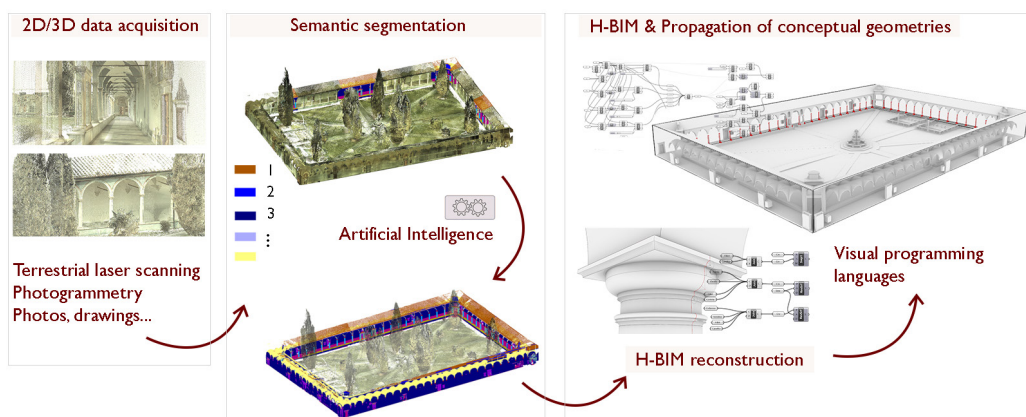 2D/3D data acquisition
Terrestrial laser scanning
Photogrammetry
Photos, drawings...
Semantic segmentation
1
2
3
⋮
Artificial Intelligence
H-BIM & Propagation of conceptual geometries
Visual programming
languages
H-BIM reconstruction